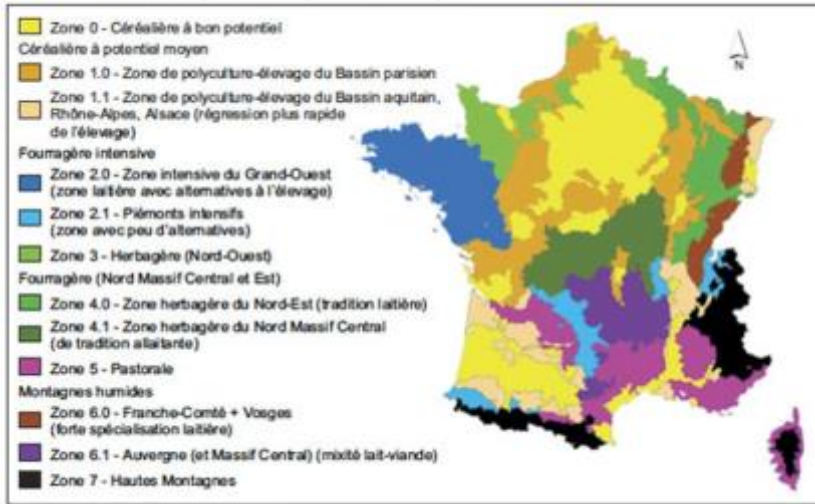 Zone 0 - Céréalière à bon potentiel
Céréalière à potentiel moyen
Zone 1.0 - Zone de polyculture-élevage du Bassin parisien
Zone 1.1 - Zone de polyculture-élevage du Bassin aquitain,
Rhône-Alpes, Alsace (régression plus rapide
de l'élevage)
Fourragère intensive
Zone 2.0 - Zone intensive du Grand-Ouest
(zone laitière avec alternatives à l'élevage)
Zone 2.1 - Piémonts intensifs
(zone avec peu d'alternatives)
Zone 3 - Herbagère (Nord-Ouest)
Fourragère (Nord Massif Central et Est)
Zone 4.0 - Zone herbagère du Nord-Est (tradition laitière)
Zone 4.1 - Zone herbagère du Nord Massif Central
(de tradition allaitante)
Zone 5 - Pastorale
Montagnes humides
Zone 6.0 - Franche-Comté + Vosges
(forte spécialisation laitière)
Zone 6.1 - Auvergne (et Massif Central) (mixité lait-viande)
Zone 7 - Hautes Montagnes
N